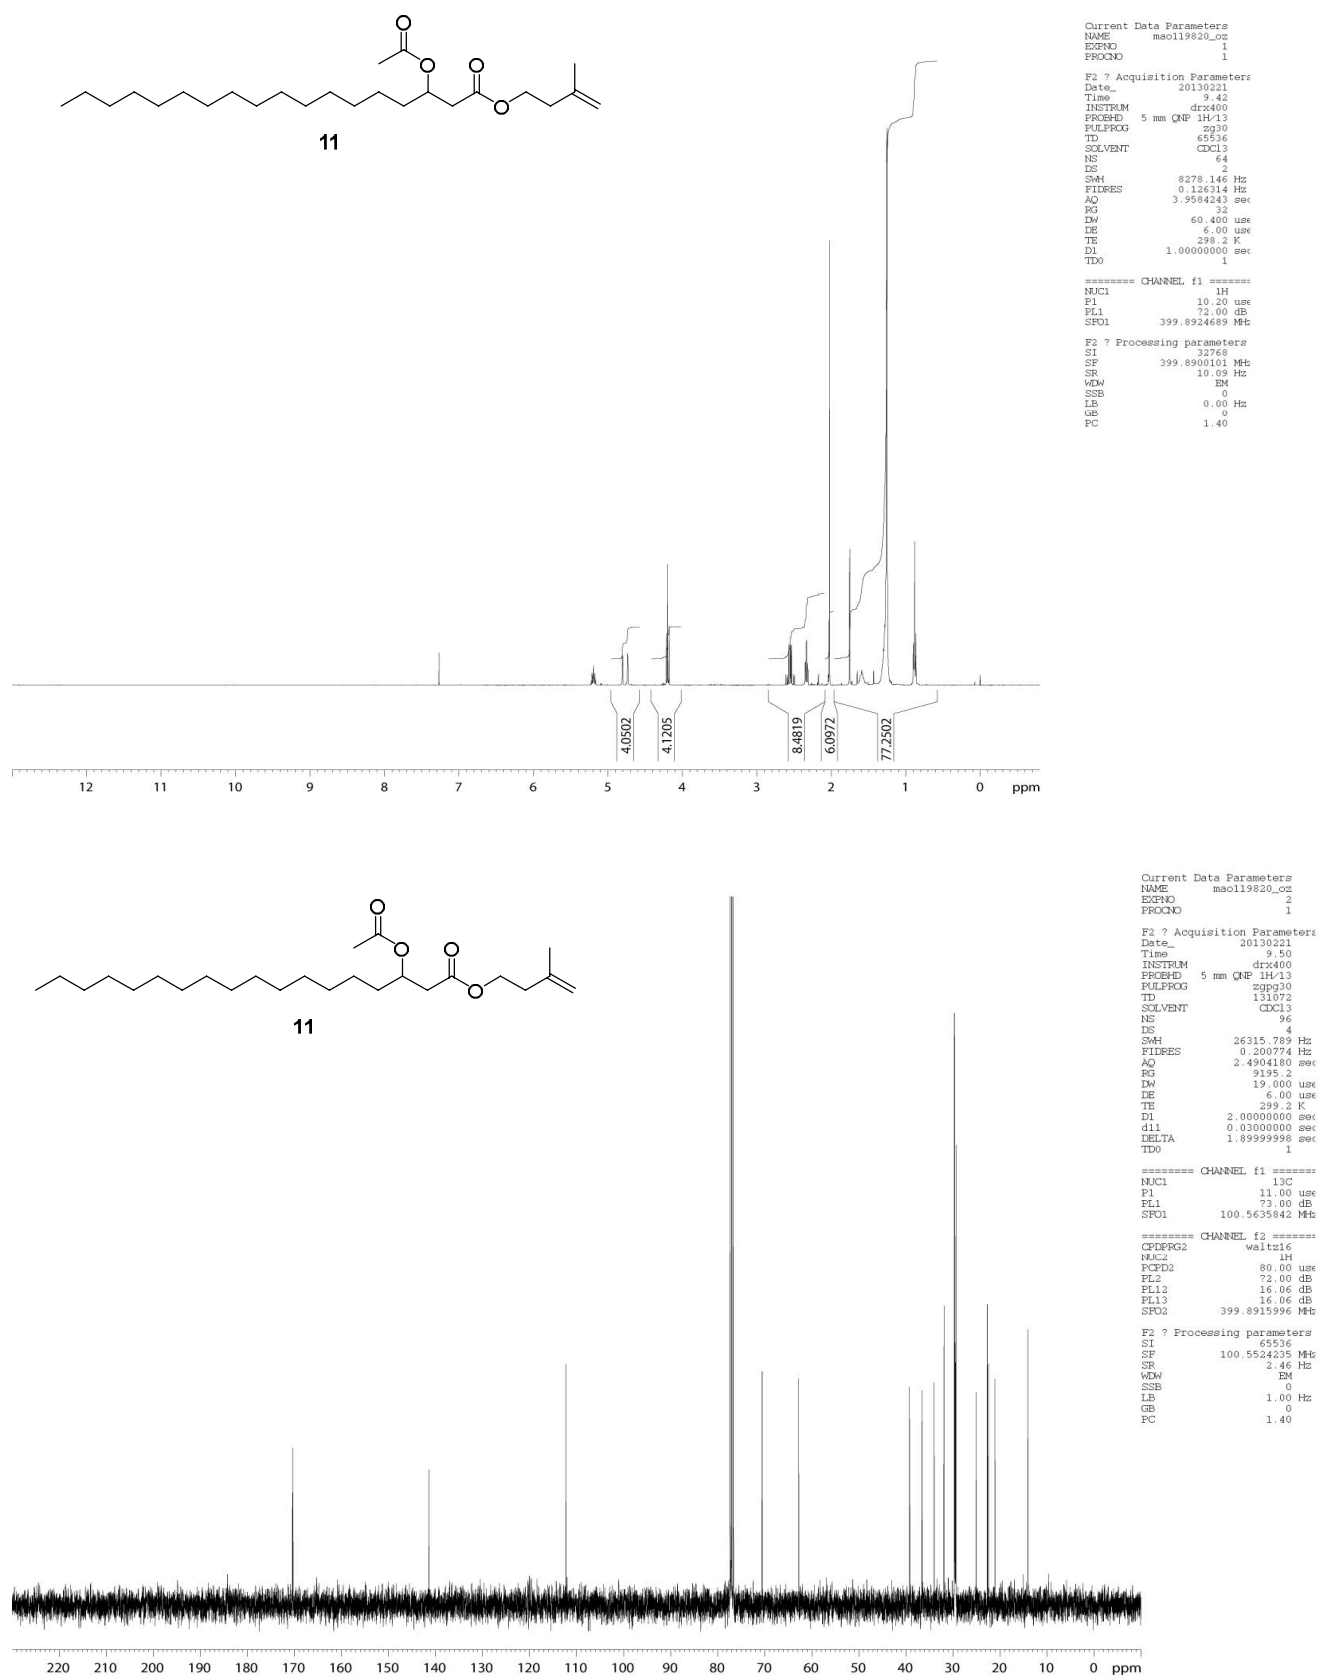 O
O
O
O
11
Current Data Parameters
NAME mao119820_oz
EXPNO 1
PROCNO 1
F2 ? Acquisition Parameters
Date_ 20130221
Time 9.42
INSTRUM drx400
PROBHD 5 mm QNP 1H/13
PULPROG zg30
TD 65536
SOLVENT CDCl3
NS 64
DS 2
SWH 8278.146 Hz
FIDRES 0.126314 Hz
AQ 3.9584243 sec
RG 32
DW 60.400 use
DE 6.00 use
TE 298.2 K
D1 1.00000000 sec
TD0 1
======== CHANNEL f1 =======
NUC1 1H
P1 10.20 use
PL1 ?2.00 dB
SFO1 399.8924689 MHz
F2 ? Processing parameters
SI 32768
SF 399.8900101 MHz
SR 10.09 Hz
WDW EM
SSB 0
LB 0.00 Hz
GB 0
PC 1.40
4.0502 4.1205 8.4819 6.0972 77.2502
12 11 10 9 8 7 6 5 4 3 2 1 0 ppm
O
O
O
O
11
Current Data Parameters
NAME mao119820_oz
EXPNO 2
PROCNO 1
F2 ? Acquisition Parameters
Date_ 20130221
Time 9.50
INSTRUM drx400
PROBHD 5 mm QNP 1H/13
PULPROG zgpg30
TD 131072
SOLVENT CDCl3
NS 96
DS 4
SWH 26315.789 Hz
FIDRES 0.200774 Hz
AQ 2.4904180 sec
RG 9195.2
DW 19.000 use
DE 6.00 use
TE 299.2 K
D1 2.00000000 sec
d11 0.03000000 sec
DELTA 1.89999998 sec
TD0 1
======== CHANNEL f1 =======
NUC1 13C
P1 11.00 use
PL1 ?3.00 dB
SFO1 100.5635842 MHz
======== CHANNEL f2 =======
CPDPRG2 waltz16
NUC2 1H
PCPD2 80.00 use
PL2 ?2.00 dB
PL12 16.06 dB
PL13 16.06 dB
SFO2 399.8915996 MHz
F2 ? Processing parameters
SI 65536
SF 100.5524235 MHz
SR 2.46 Hz
WDW EM
SSB 0
LB 1.00 Hz
GB 0
PC 1.40
220 210 200 190 180 170 160 150 140 130 120 110 100 90 80 70 60 50 40 30 20 10 0 ppm